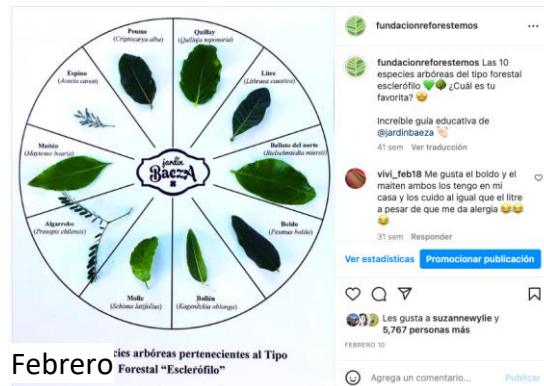 Peumo
(Criptocarya alba)
Quillay
(Quillaja saponaria)
Espino
(Acacia caven)
Litre
(Lithraea caustica)
Maitén
(Maytenus boaria)
jardín
BAEZA
Belloto del norte
(Bielschmiedia miersii)
Algarrobo
(Prosopis chilensis)
Boldo
(Peumus boldo)
Molle
(Schinus latifolius)
Bollén
(Kageneckia oblonga)
cies arbóreas pertenecientes al Tipo
Forestal "Esclerófilo"
Febrero
fundacionreforestemos
fundacionreforestemos Las 10
especies arbóreas del tipo forestal
esclerófilo 💚🌳 ¿Cuál es tu
favorita? 🤩
Increíble guía educativa de
@jardinbaeza 👏🏻
41 sem Ver traducción
vivi_feb18 Me gusta el boldo y el
maiten ambos los tengo en mi
casa y los cuido al igual que el litre
a pesar de que me da alergia 😂😂
😂
31 sem Responder
Ver estadísticas Promocionar publicación
Les gusta a suzannewylie y
5,767 personas más
FEBRERO 10
Agrega un comentario... Publicar